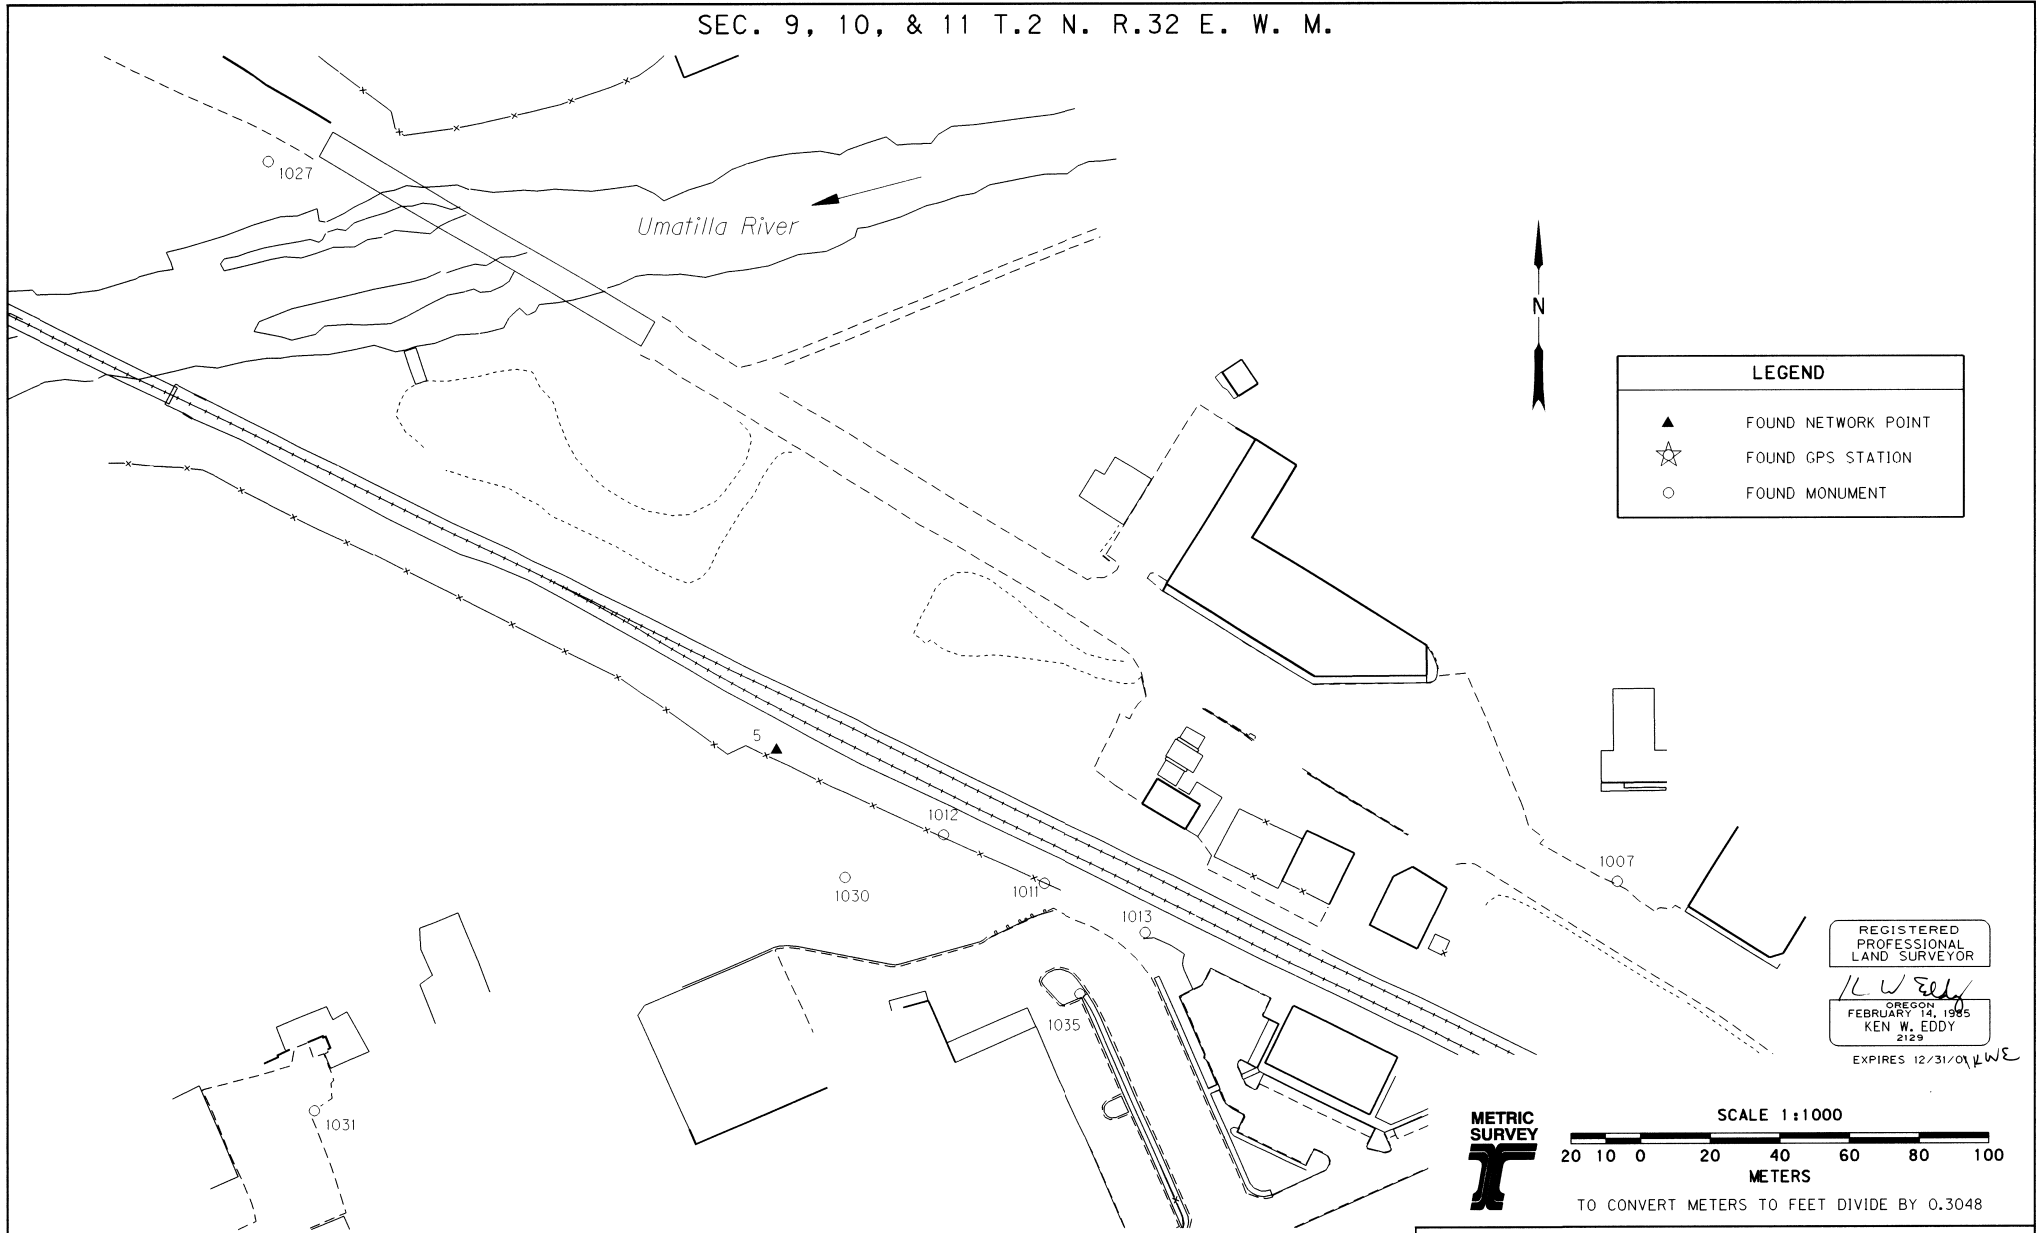 SEC. 9, 10, & 11 T.2 N. R.32 E. W. M.
1027
Umatilla River
N
LEGEND
FOUND NETWORK POINT
FOUND GPS STATION
FOUND MONUMENT
5
1012
1030
1011
1013
1007
1035
1031
REGISTERED
PROFESSIONAL
LAND SURVEYOR
K W Eddy
OREGON
FEBRUARY 14, 1985
KEN W. EDDY
2129
EXPIRES 12/31/01 KWE
METRIC
SURVEY
SCALE 1:1000
20 10 0 20 40 60 80 100
METERS
TO CONVERT METERS TO FEET DIVIDE BY 0.3048